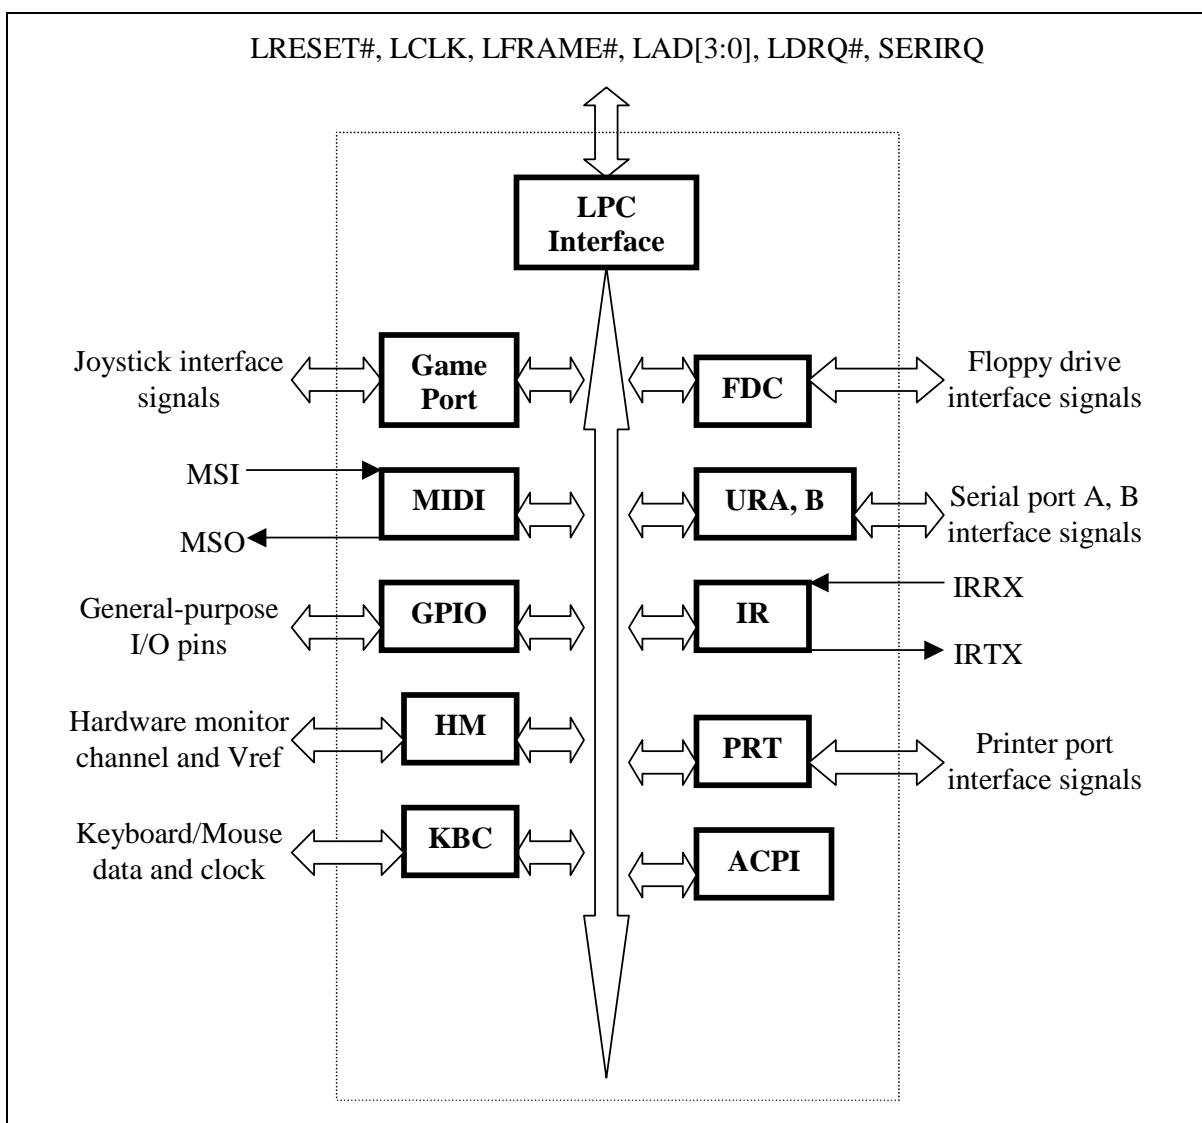 LRESET#, LCLK, LFRAME#, LAD[3:0], LDRQ#, SERIRQ
LPC
Interface
Joystick interface
signals
Game
Port
FDC
Floppy drive
interface signals
MSI
MSO
MIDI
URA, B
Serial port A, B
interface signals
General-purpose
I/O pins
GPIO
IR
IRRX
IRTX
Hardware monitor
channel and Vref
HM
PRT
Printer port
interface signals
Keyboard/Mouse
data and clock
KBC
ACPI